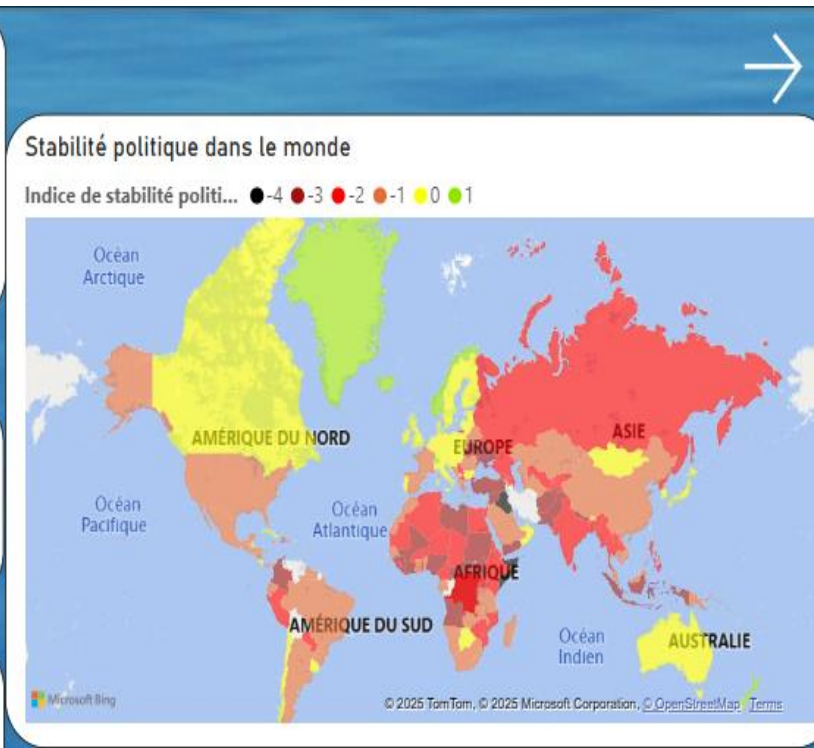 Stabilité politique dans le monde
Indice de stabilité politi... -4 -3 -2 -1 0 1
Océan
Arctique
AMÉRIQUE DU NORD
EUROPE
ASIE
Océan
Pacifique
Océan
Atlantique
AFRIQUE
AMÉRIQUE DU SUD
Océan
Indien
AUSTRALIE
Microsoft Bing
© 2025 TomTom, © 2025 Microsoft Corporation, © OpenStreetMap Terms